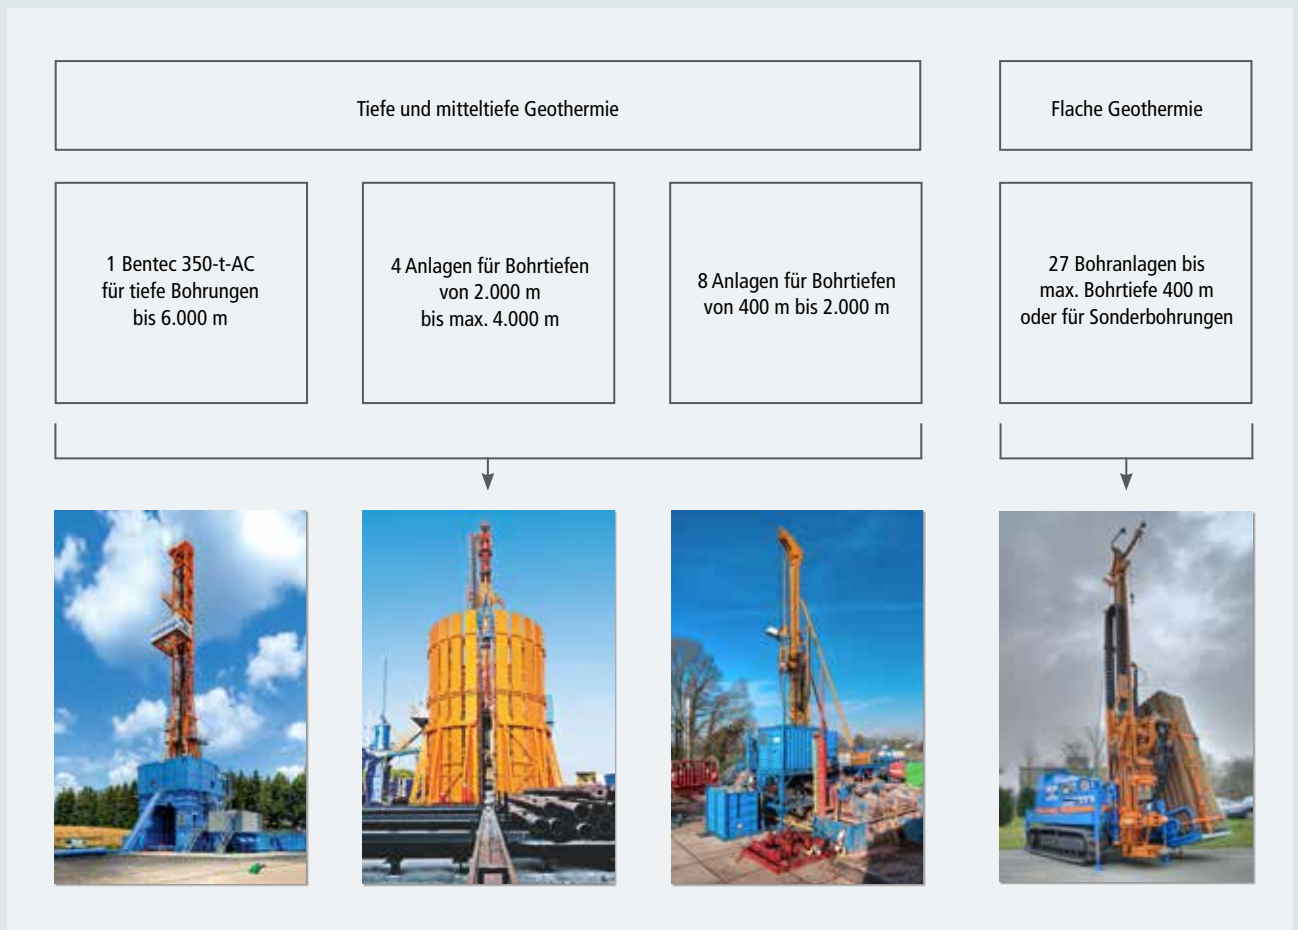 Tiefe und mitteltiefe Geothermie
Flache Geothermie
1 Bentec 350-t-AC
für tiefe Bohrungen
bis 6.000 m
4 Anlagen für Bohrtiefen
von 2.000 m
bis max. 4.000 m
8 Anlagen für Bohrtiefen
von 400 m bis 2.000 m
27 Bohranlagen bis
max. Bohrtiefe 400 m
oder für Sonderbohrungen